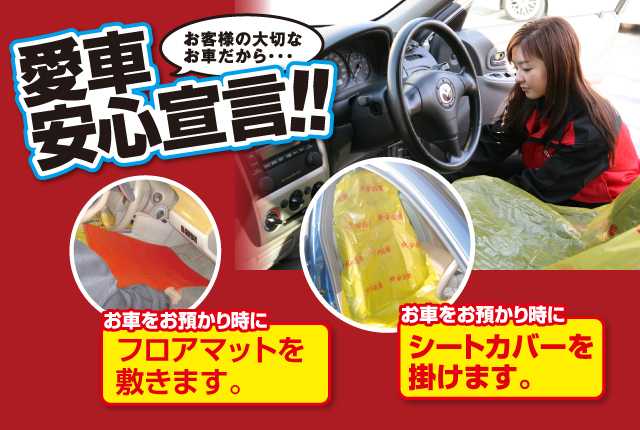 お客様の大切な
お車だから・・・
愛車
安心宣言!!
お車をお預かり時に
フロアマットを
敷きます。
お車をお預かり時に
シートカバーを
掛けます。